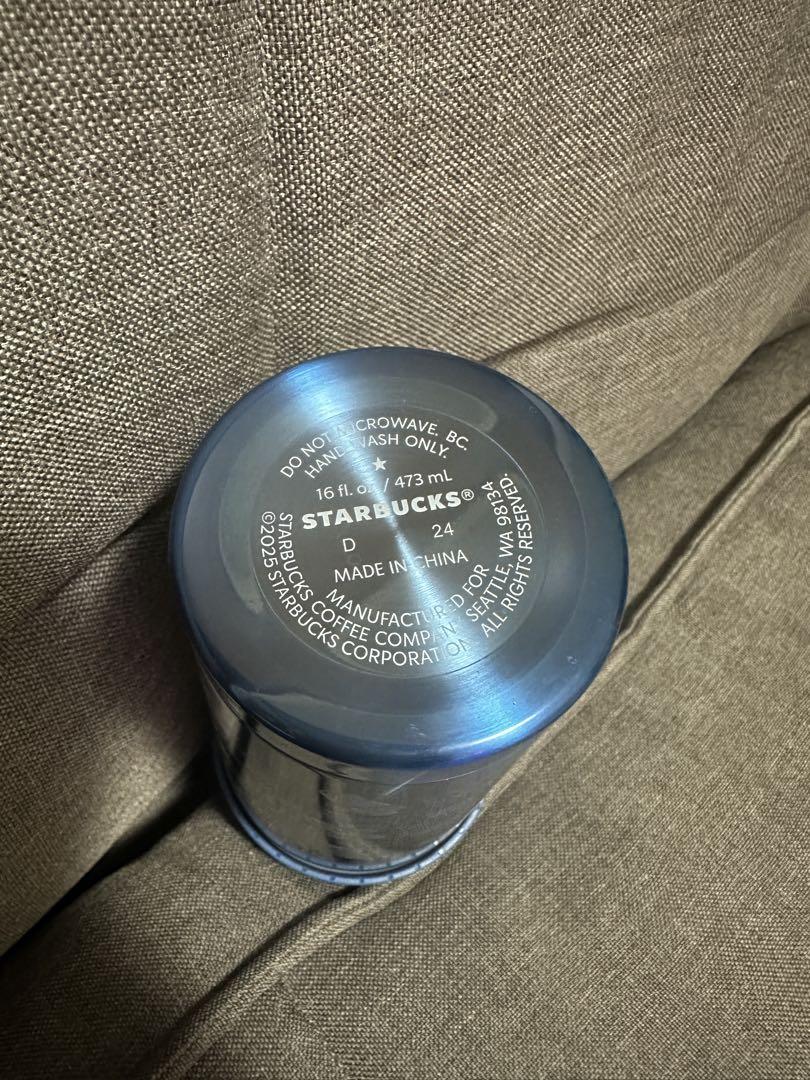 DO NOT MICROWAVE. BC.
HAND WASH ONLY.
16 fl. oz / 473 mL
STARBUCKS®
D 24
MADE IN CHINA
MANUFACTURED FOR
STARBUCKS COFFEE COMPANY SEATTLE, WA 98134.
©2025 STARBUCKS CORPORATION ALL RIGHTS RESERVED.